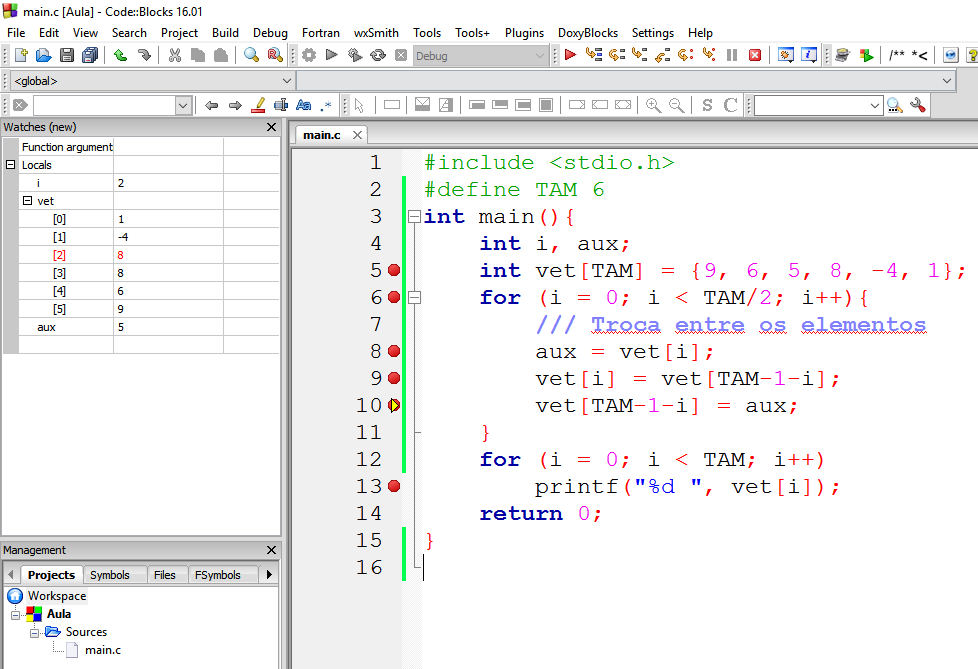 main.c [Aula] - Code::Blocks 16.01
File Edit View Search Project Build Debug Fortran wxSmith Tools Tools+ Plugins DoxyBlocks Settings Help
Debug /** *<
<global>
Aa .* S C
Watches (new)
Function argument
Locals
i 2
vet
[0] 1
[1] -4
[2] 8
[3] 8
[4] 6
[5] 9
aux 5
main.c
1 #include <stdio.h>
2 #define TAM 6
3 int main(){
4 int i, aux;
5 int vet[TAM] = {9, 6, 5, 8, -4, 1};
6 for (i = 0; i < TAM/2; i++){
7 /// Troca entre os elementos
8 aux = vet[i];
9 vet[i] = vet[TAM-1-i];
10 vet[TAM-1-i] = aux;
11 }
12 for (i = 0; i < TAM; i++)
13 printf("%d ", vet[i]);
14 return 0;
15 }
16
Management
Projects Symbols Files FSymbols
Workspace
Aula
Sources
main.c